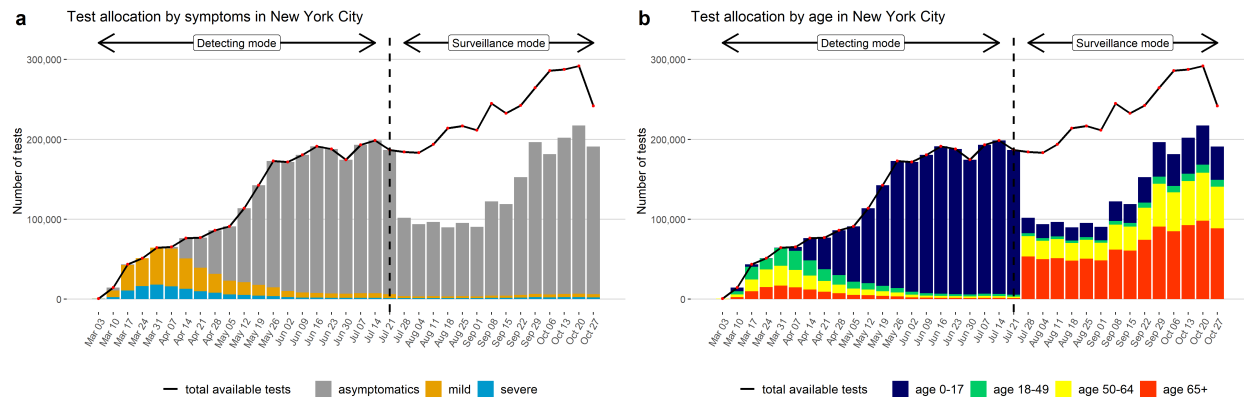 a
Test allocation by symptoms in New York City
Detecting mode
Surveillance mode
Number of tests
300,000
200,000
100,000
0
Mar 03
Mar 10
Mar 17
Mar 24
Mar 31
Apr 07
Apr 14
Apr 21
Apr 28
May 05
May 12
May 19
May 26
Jun 02
Jun 09
Jun 16
Jun 23
Jun 30
Jul 07
Jul 14
Jul 21
Jul 28
Aug 04
Aug 11
Aug 18
Aug 25
Sep 01
Sep 08
Sep 15
Sep 22
Sep 29
Oct 06
Oct 13
Oct 20
Oct 27
total available tests
asymptomatics
mild
severe
b
Test allocation by age in New York City
Detecting mode
Surveillance mode
Number of tests
300,000
200,000
100,000
0
Mar 03
Mar 10
Mar 17
Mar 24
Mar 31
Apr 07
Apr 14
Apr 21
Apr 28
May 05
May 12
May 19
May 26
Jun 02
Jun 09
Jun 16
Jun 23
Jun 30
Jul 07
Jul 14
Jul 21
Jul 28
Aug 04
Aug 11
Aug 18
Aug 25
Sep 01
Sep 08
Sep 15
Sep 22
Sep 29
Oct 06
Oct 13
Oct 20
Oct 27
total available tests
age 0-17
age 18-49
age 50-64
age 65+